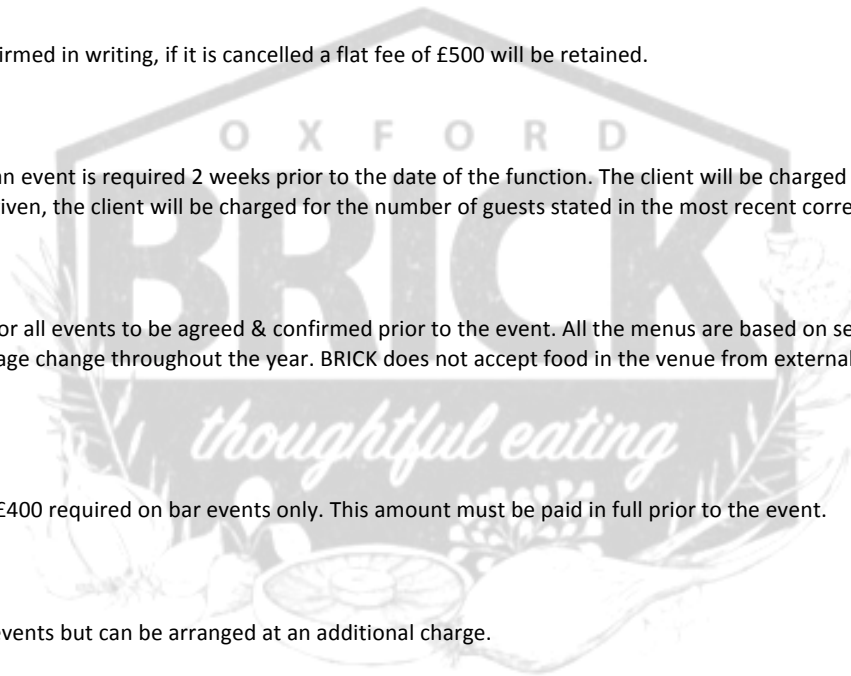 irmed in writing, if it is cancelled a flat fee of £500 will be retained.
OXFORD
an event is required 2 weeks prior to the date of the function. The client will be charged
iven, the client will be charged for the number of guests stated in the most recent corre
BRICK
or all events to be agreed & confirmed prior to the event. All the menus are based on se
age change throughout the year. BRICK does not accept food in the venue from external
thoughtful eating
£400 required on bar events only. This amount must be paid in full prior to the event.
events but can be arranged at an additional charge.